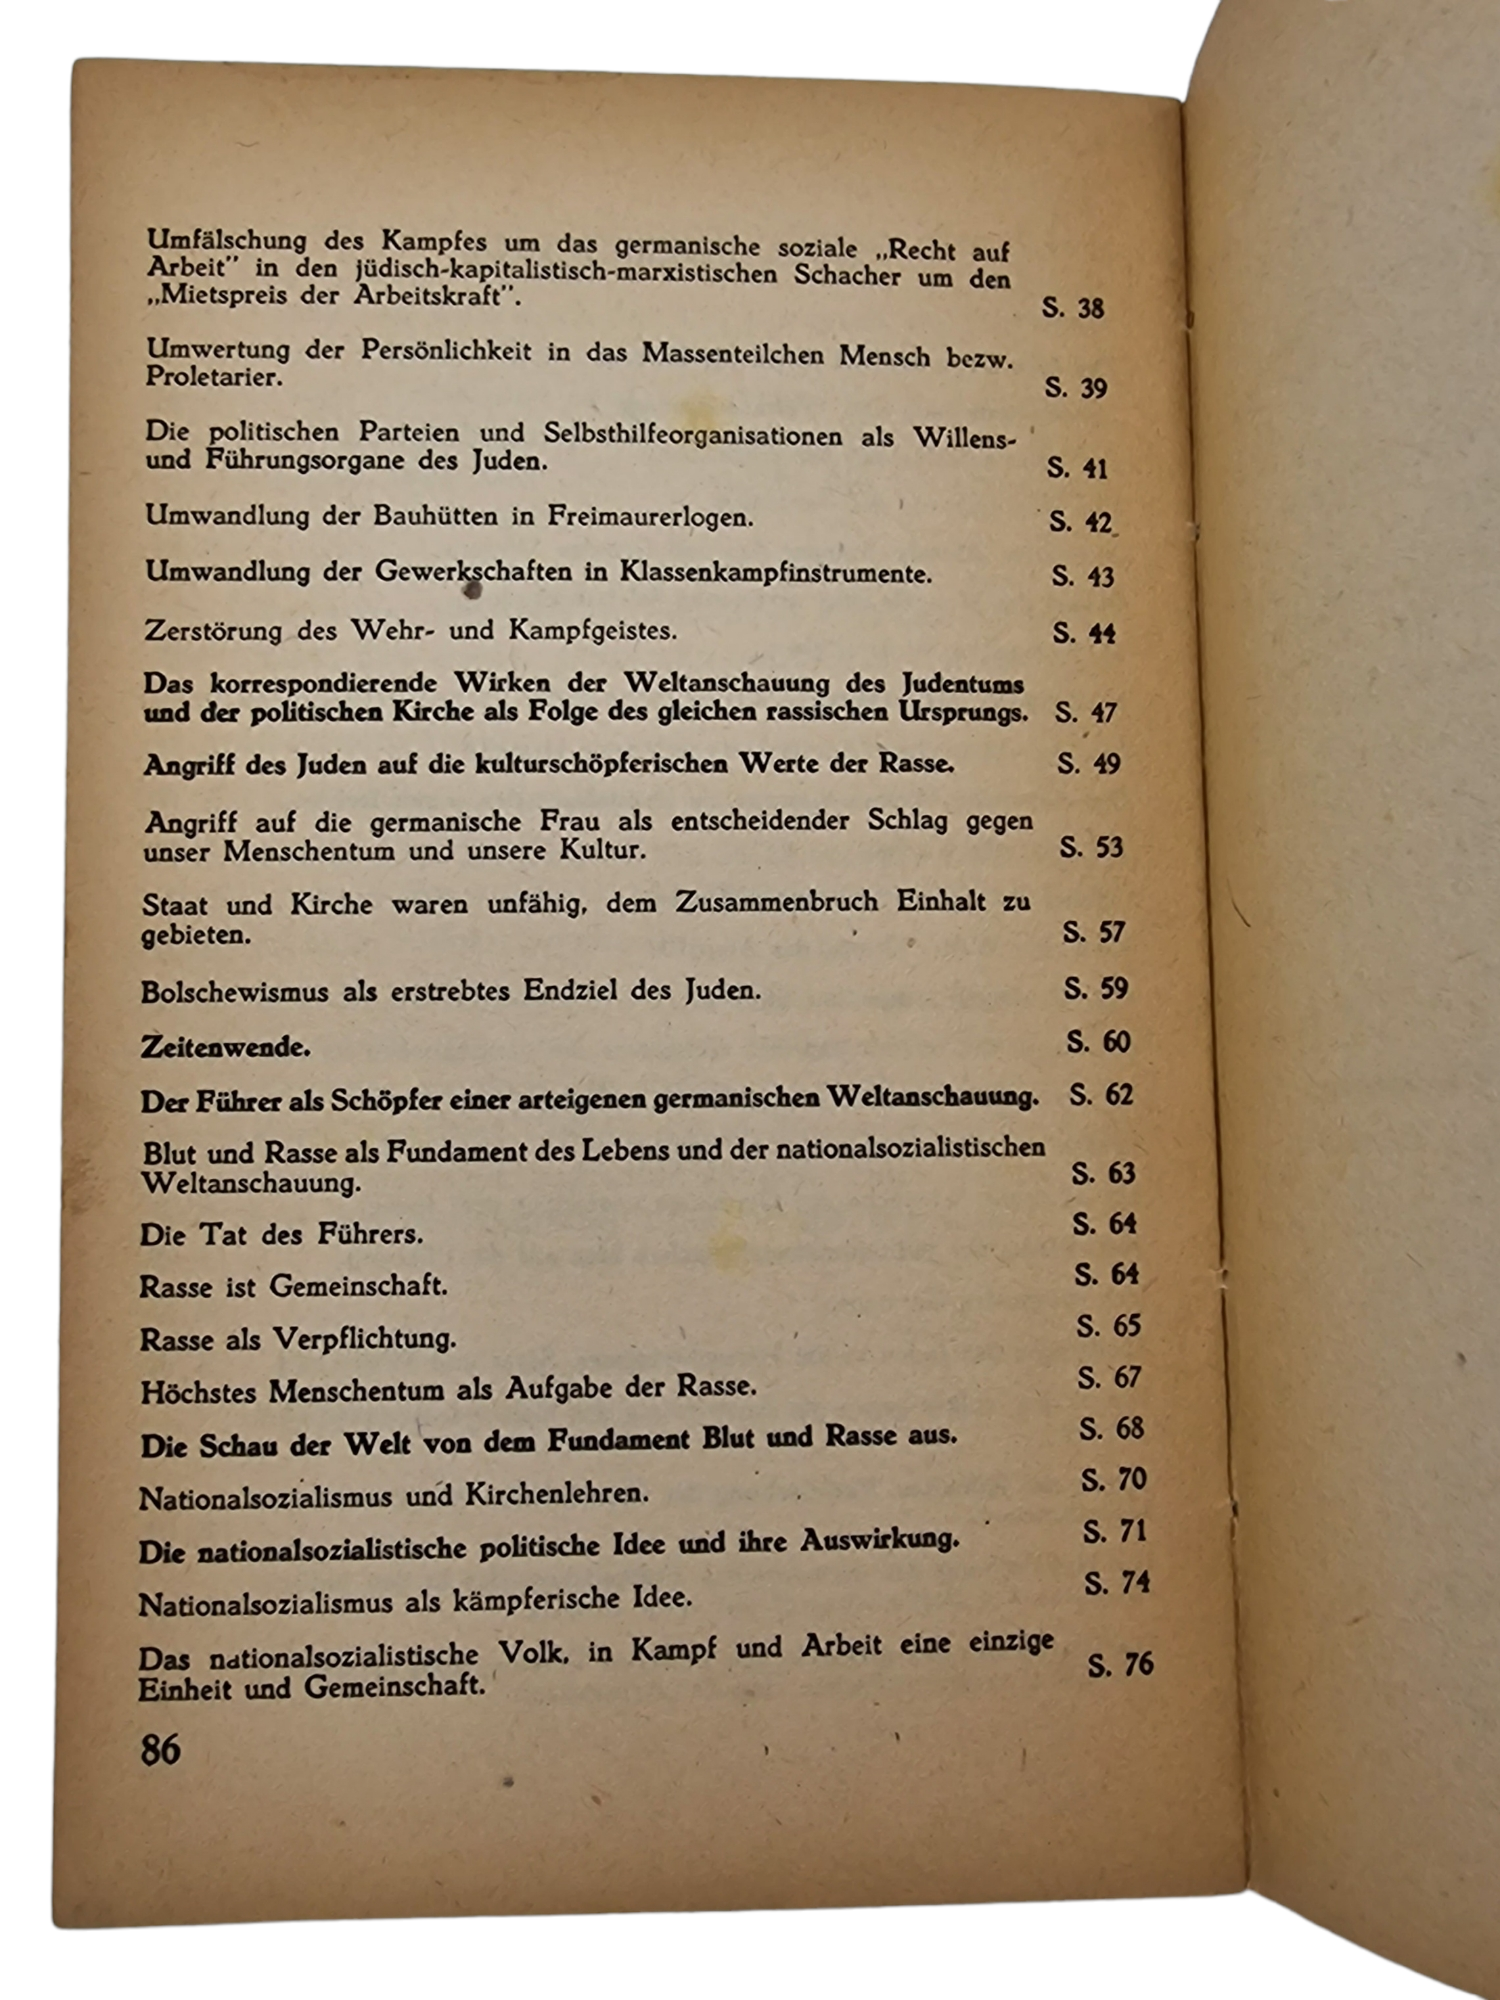 Umfälschung des Kampfes um das germanische soziale „Recht auf
Arbeit" in den jüdisch-kapitalistisch-marxistischen Schacher um den
„Mietspreis der Arbeitskraft". S. 38
Umwertung der Persönlichkeit in das Massenteilchen Mensch bezw.
Proletarier. S. 39
Die politischen Parteien und Selbsthilfeorganisationen als Willens-
und Führungsorgane des Juden. S. 41
Umwandlung der Bauhütten in Freimaurerlogen. S. 42
Umwandlung der Gewerkschaften in Klassenkampfinstrumente. S. 43
Zerstörung des Wehr- und Kampfgeistes. S. 44
Das korrespondierende Wirken der Weltanschauung des Judentums
und der politischen Kirche als Folge des gleichen rassischen Ursprungs. S. 47
Angriff des Juden auf die kulturschöpferischen Werte der Rasse. S. 49
Angriff auf die germanische Frau als entscheidender Schlag gegen
unser Menschentum und unsere Kultur. S. 53
Staat und Kirche waren unfähig, dem Zusammenbruch Einhalt zu
gebieten. S. 57
Bolschewismus als erstrebtes Endziel des Juden. S. 59
Zeitenwende. S. 60
Der Führer als Schöpfer einer arteigenen germanischen Weltanschauung. S. 62
Blut und Rasse als Fundament des Lebens und der nationalsozialistischen
Weltanschauung. S. 63
Die Tat des Führers. S. 64
Rasse ist Gemeinschaft. S. 64
Rasse als Verpflichtung. S. 65
Höchstes Menschentum als Aufgabe der Rasse. S. 67
Die Schau der Welt von dem Fundament Blut und Rasse aus. S. 68
Nationalsozialismus und Kirchenlehren. S. 70
Die nationalsozialistische politische Idee und ihre Auswirkung. S. 71
Nationalsozialismus als kämpferische Idee. S. 74
Das nationalsozialistische Volk, in Kampf und Arbeit eine einzige
Einheit und Gemeinschaft. S. 76
86